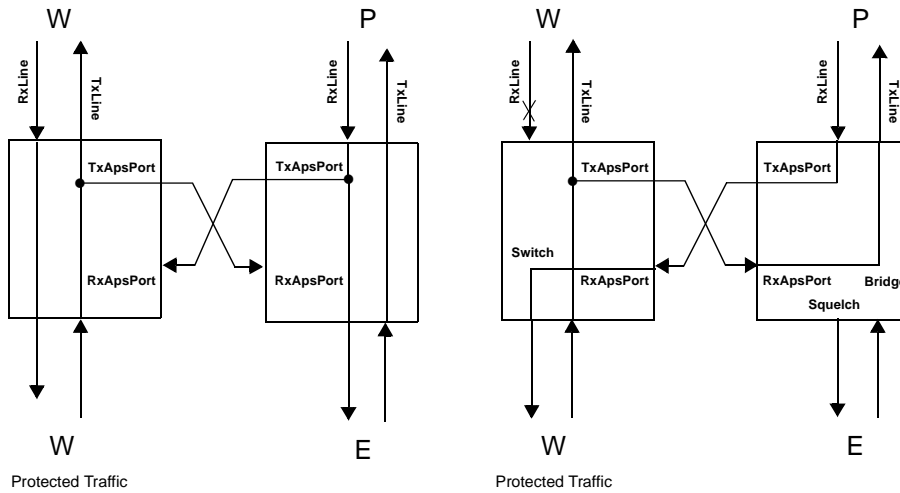 W
P
RxLine
TxLine
RxLine
TxLine
TxApsPort
TxApsPort
RxApsPort
RxApsPort
W
E
Protected Traffic
W
P
RxLine
TxLine
RxLine
TxLine
TxApsPort
TxApsPort
Switch
RxApsPort
RxApsPort
Bridge
Squelch
W
E
Protected Traffic